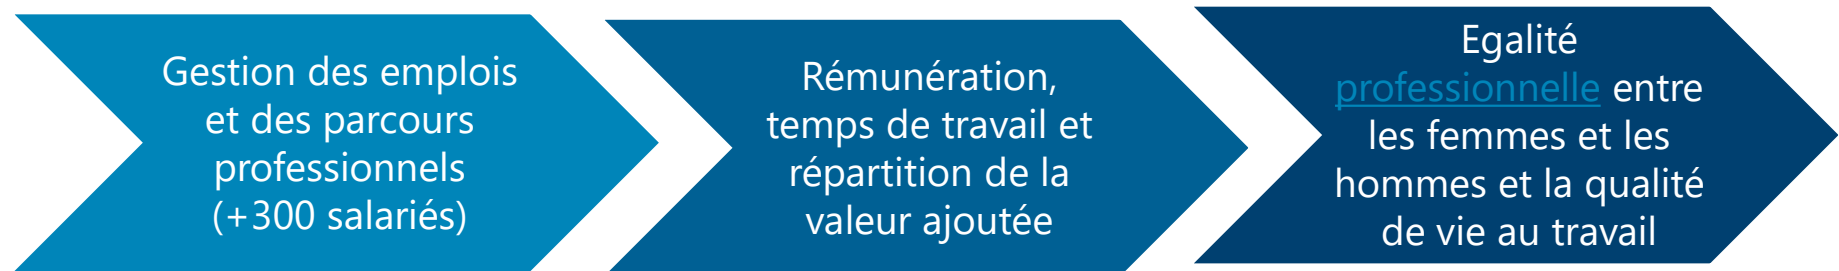 Gestion des emplois
et des parcours
professionnels
(+300 salariés)
Rémunération,
temps de travail et
répartition de la
valeur ajoutée
Egalité
professionnelle entre
les femmes et les
hommes et la qualité
de vie au travail